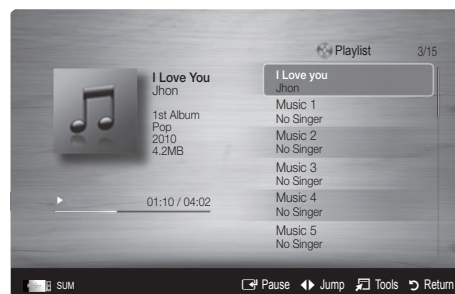 Playlist 3/15
I Love You
Jhon
1st Album
Pop
2010
4.2MB
01:10 / 04:02
I Love you
Jhon
Music 1
No Singer
Music 2
No Singer
Music 3
No Singer
Music 4
No Singer
Music 5
No Singer
SUM
Pause Jump Tools Return